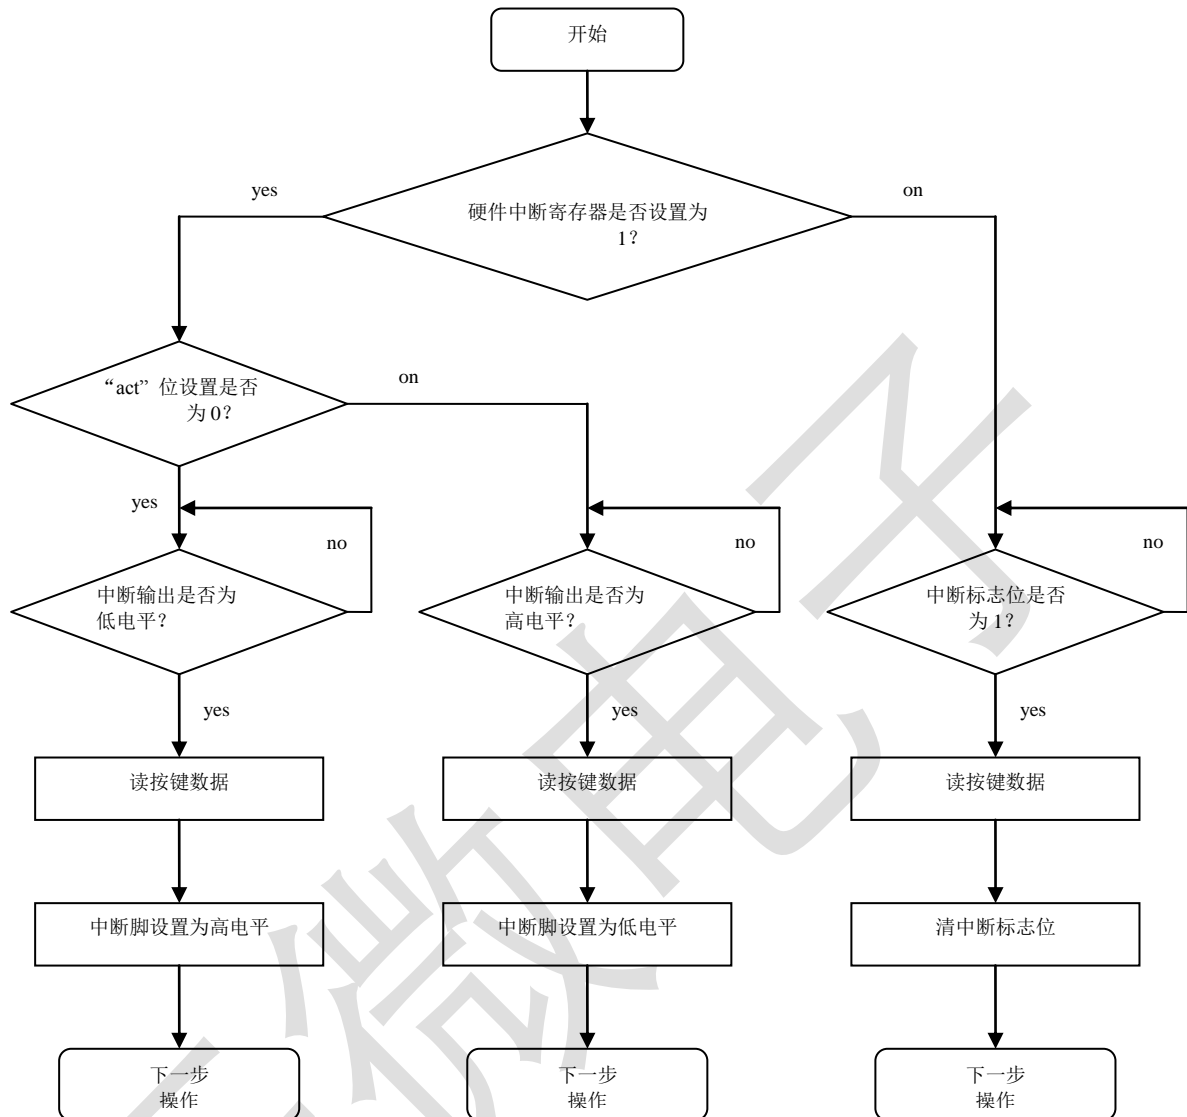 开始
yes
on
硬件中断寄存器是否设置为
1？
“act”位设置是否
为 0？
on
yes
no
no
no
中断输出是否为
低电平？
中断输出是否为
高电平？
中断标志位是否
为 1？
yes
yes
yes
读按键数据
读按键数据
读按键数据
中断脚设置为高电平
中断脚设置为低电平
清中断标志位
下一步
操作
下一步
操作
下一步
操作
微电子